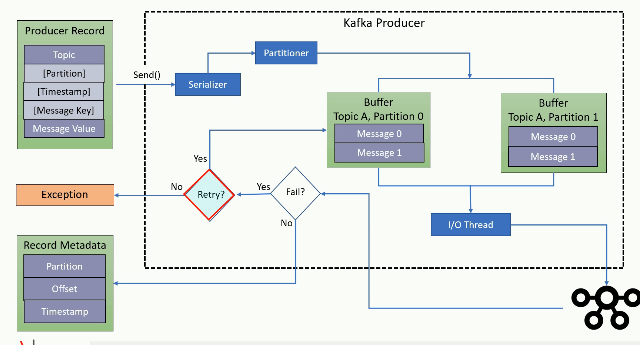 Kafka Producer
Producer Record
Topic
[Partition]
[Timestamp]
[Message Key]
Message Value
Send()
Serializer
Partitioner
Buffer
Topic A, Partition 0
Message 0
Message 1
Buffer
Topic A, Partition 1
Message 0
Message 1
I/O Thread
Fail?
Yes
No
Retry?
Yes
No
Exception
Record Metadata
Partition
Offset
Timestamp